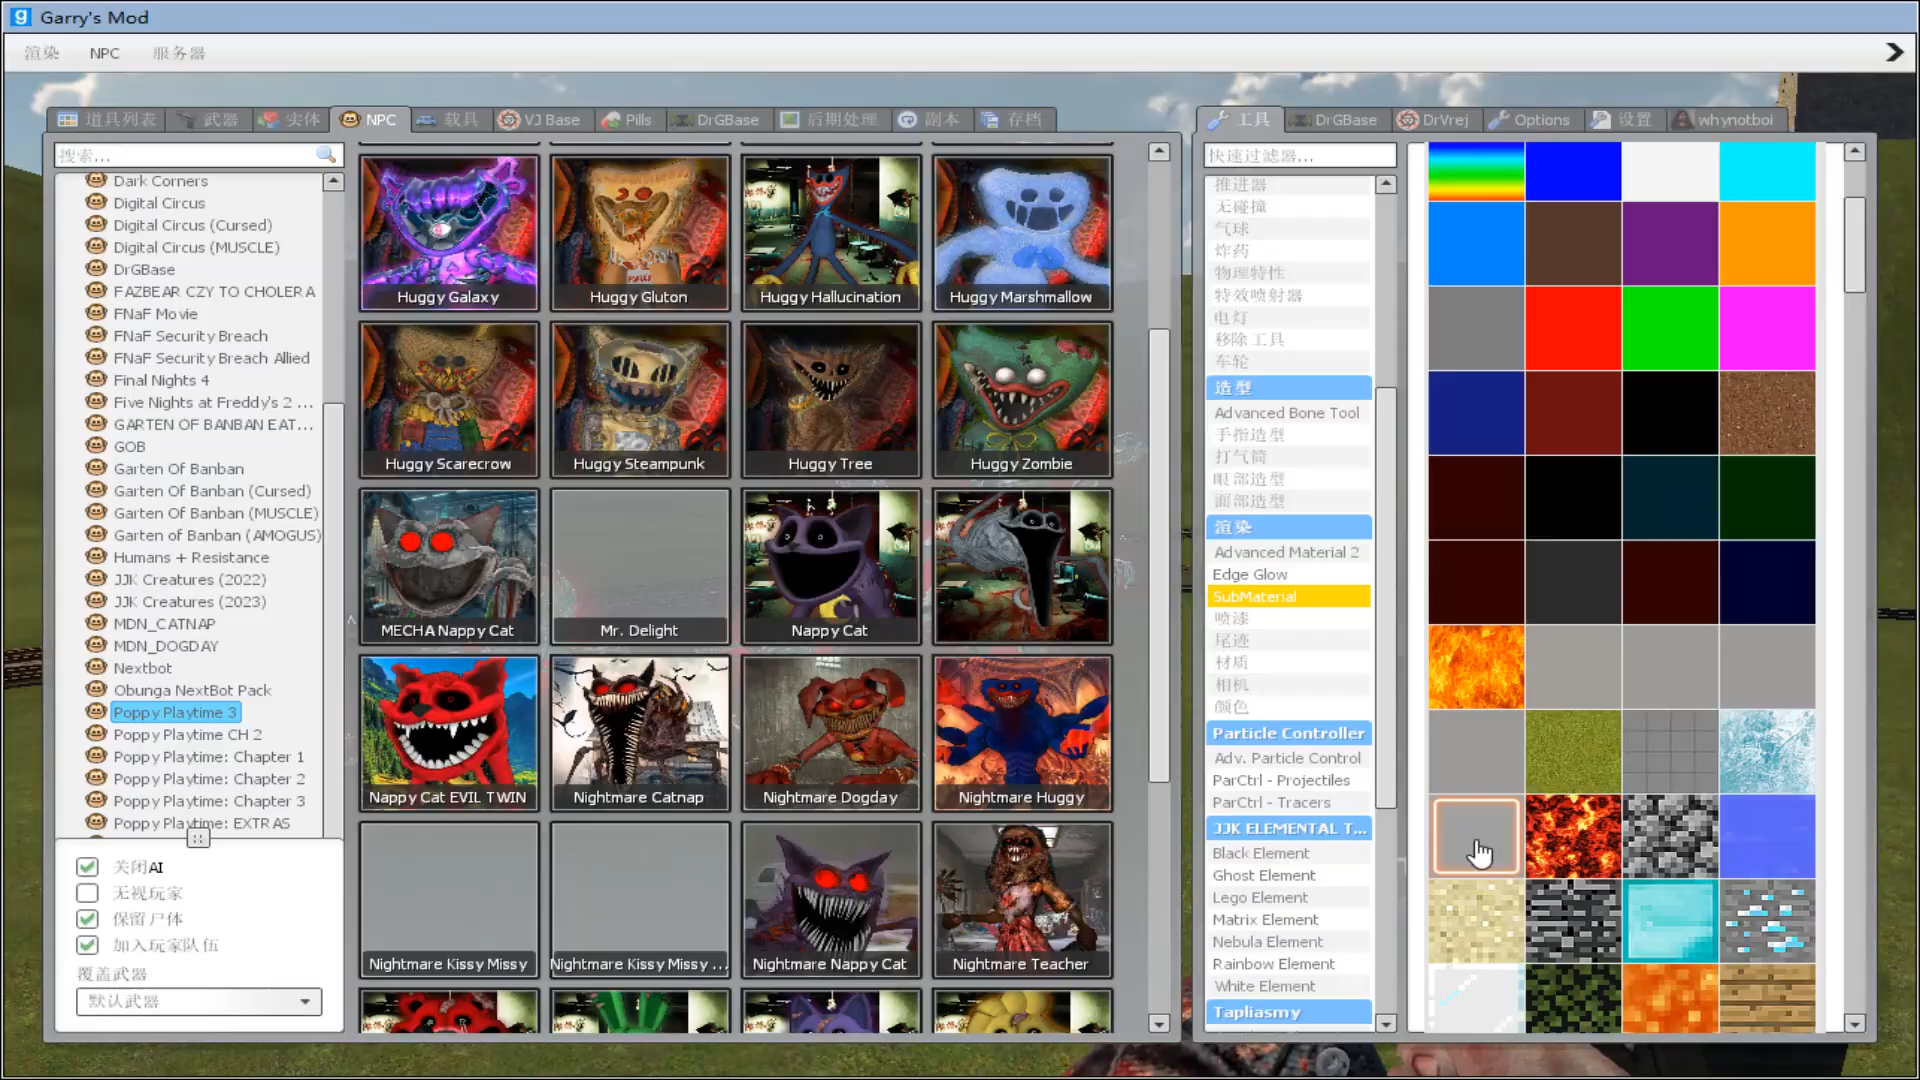 Garry's Mod
渲染 NPC 服务器
道具列表 武器 实体 NPC 载具 VJ Base Pills DrGBase 后期处理 副本 存档
工具 DrGBase DrVrej Options 设置 whynotboi
搜索...
Dark Corners
Digital Circus
Digital Circus (Cursed)
Digital Circus (MUSCLE)
DrGBase
FAZBEAR CZY TO CHOLERA
FNaF Movie
FNaF Security Breach
FNaF Security Breach Allied
Final Nights 4
Five Nights at Freddy's 2 ...
GARTEN OF BANBAN EAT...
GOB
Garten Of Banban
Garten Of Banban (Cursed)
Garten Of Banban (MUSCLE)
Garten of Banban (AMOGUS)
Humans + Resistance
JJK Creatures (2022)
JJK Creatures (2023)
MDN_CATNAP
MDN_DOGDAY
Nextbot
Obunga NextBot Pack
Poppy Playtime 3
Poppy Playtime CH 2
Poppy Playtime: Chapter 1
Poppy Playtime: Chapter 2
Poppy Playtime: Chapter 3
Poppy Playtime: EXTRAS
关闭AI
无视玩家
保留尸体
加入玩家队伍
覆盖武器
默认武器
Huggy Galaxy
Huggy Gluton
Huggy Hallucination
Huggy Marshmallow
Huggy Scarecrow
Huggy Steampunk
Huggy Tree
Huggy Zombie
MECHA Nappy Cat
Mr. Delight
Nappy Cat
Nappy Cat EVIL TWIN
Nightmare Catnap
Nightmare Dogday
Nightmare Huggy
Nightmare Kissy Missy
Nightmare Kissy Missy ...
Nightmare Nappy Cat
Nightmare Teacher
快速过滤器...
推进器
无碰撞
气球
炸药
物理特性
特效喷射器
电灯
移除工具
车轮
造型
Advanced Bone Tool
手指造型
打气筒
眼部造型
面部造型
渲染
Advanced Material 2
Edge Glow
SubMaterial
喷漆
尾迹
材质
相机
颜色
Particle Controller
Adv. Particle Control
ParCtrl - Projectiles
ParCtrl - Tracers
JJK ELEMENTAL T...
Black Element
Ghost Element
Lego Element
Matrix Element
Nebula Element
Rainbow Element
White Element
Tapliasmy